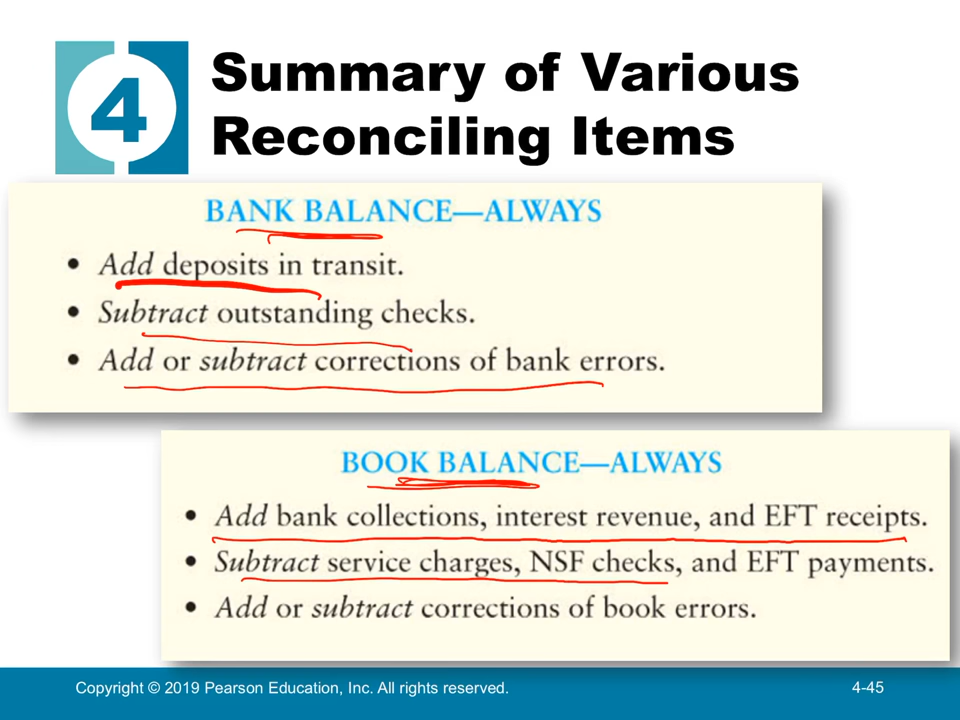 4
Summary of Various
Reconciling Items
BANK BALANCE—ALWAYS
• Add deposits in transit.
• Subtract outstanding checks.
• Add or subtract corrections of bank errors.
BOOK BALANCE—ALWAYS
• Add bank collections, interest revenue, and EFT receipts.
• Subtract service charges, NSF checks, and EFT payments.
• Add or subtract corrections of book errors.
Copyright © 2019 Pearson Education, Inc. All rights reserved.
4-45